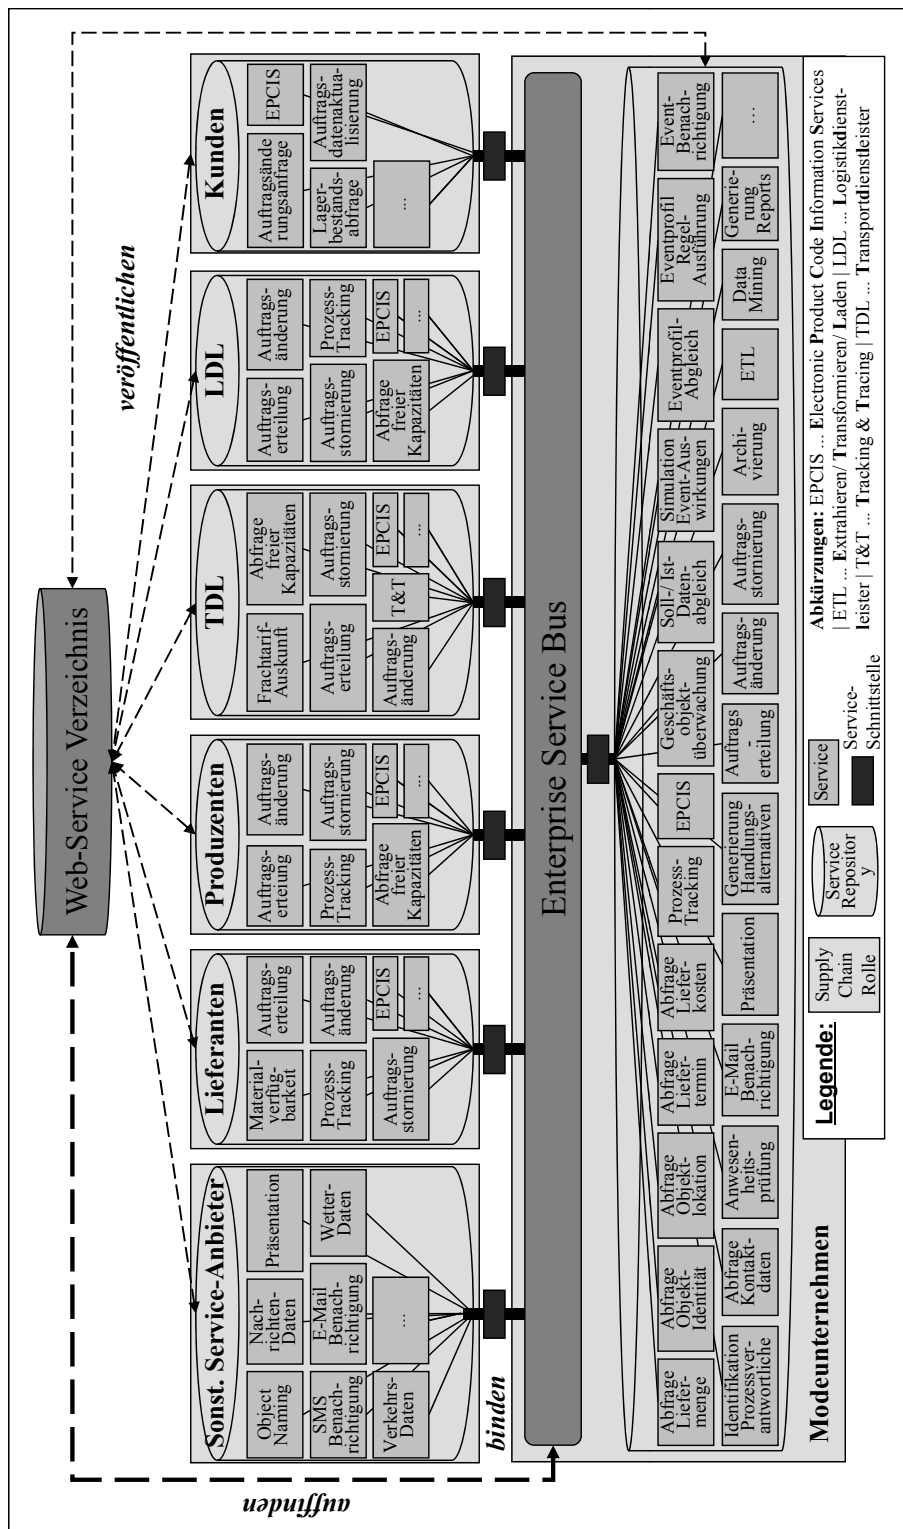 Web-Service Verzeichnis
auffinden
veröffentlichen
binden
Sonst. Service-Anbieter
Object
Naming
Nach-
richten-
Daten
Präsentation
SMS
Benach-
richtigung
E-Mail
Benach-
richtigung
Wetter-
Daten
Verkehrs-
Daten
...
Lieferanten
Material-
verfüg-
barkeit
Auftrags-
erteilung
Prozess-
Tracking
Auftrags-
änderung
Auftrags-
stornierung
EPCIS
...
Produzenten
Auftrags-
erteiung
Auftrags-
änderung
Prozess-
Tracking
Auftrags-
stornierung
Abfrage
freier
Kapazitäten
EPCIS
...
TDL
Frachtarif-
Auskunft
Abfrage
freier
Kapazitäten
Auftrags-
erteilung
Auftrags-
stornierung
Auftrags-
änderung
T&T
EPCIS
...
LDL
Auftrags-
erteilung
Auftrags-
änderung
Auftrags-
stornierung
Prozess-
Tracking
Abfrage
freier
Kapazitäten
EPCIS
...
Kunden
Auftragsände
rungsanfrage
EPCIS
Lager-
bestands-
abfrage
Auftrags-
datenaktua-
lisierung
...
Enterprise Service Bus
Abfrage
Liefer-
menge
Abfrage
Objekt-
Identität
Abfrage
Objekt-
lokation
Abfrage
Liefer-
termin
Abfrage
Liefer-
kosten
Prozess-
Tracking
EPCIS
Geschäfts-
objekt-
überwachung
Soll-/ Ist-
Daten-
abgleich
Simulation
Event-Aus-
wirkungen
Eventprofil-
Abgleich
Eventprofil
Regel-
Ausführung
Event-
Benach-
richtigung
Identifikation
Prozessver-
antwortliche
Abfrage
Kontakt-
daten
Anwesen-
heits-
prüfung
E-Mail
Benach-
richtigung
Präsentation
Generierung
Handlungs-
alternativen
Auftrags
-
erteilung
Auftrags-
änderung
Auftrags-
stornierung
Archi-
vierung
ETL
Data
Mining
Generie-
rung
Reports
...
Modeunternehmen
Legende:
Supply
Chain
Rolle
Service
Repositor
y
Service
Service-
Schnittstelle
Abkürzungen: EPCIS ... Electronic Product Code Information Services
| ETL ... Extrahieren/ Transformieren/ Laden | LDL ... Logistikdienst-
leister | T&T ... Tracking & Tracing | TDL ... Transportdienstleister